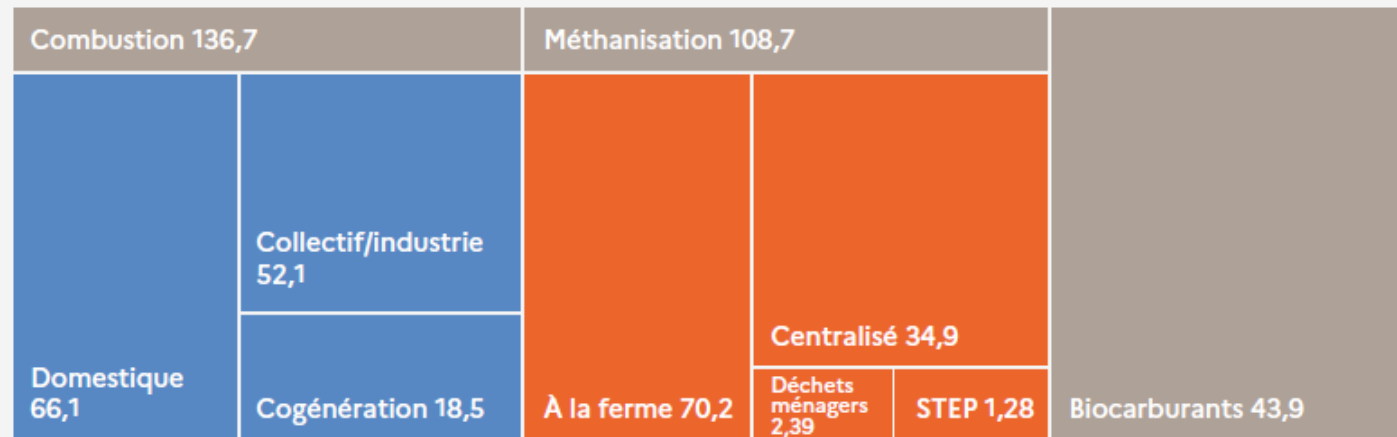 Combustion 136,7
Méthanisation 108,7
Collectif/industrie
52,1
Centralisé 34,9
Domestique
66,1
Cogénération 18,5
À la ferme 70,2
Déchets
ménagers
2,39
STEP 1,28
Biocarburants 43,9